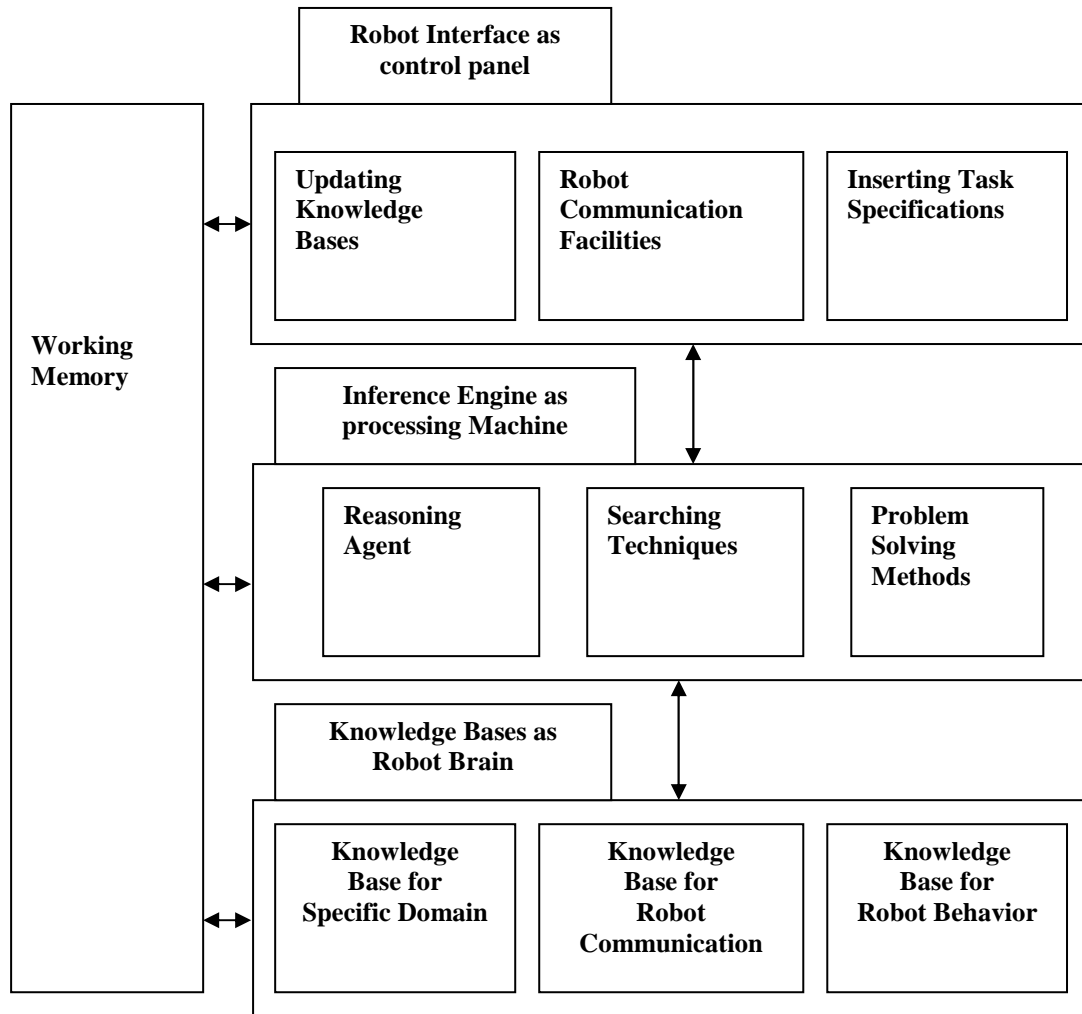 Robot Interface as
control panel
Updating
Knowledge
Bases
Robot
Communication
Facilities
Inserting Task
Specifications
Working
Memory
Inference Engine as
processing Machine
Reasoning
Agent
Searching
Techniques
Problem
Solving
Methods
Knowledge Bases as
Robot Brain
Knowledge
Base for
Specific Domain
Knowledge
Base for
Robot
Communication
Knowledge
Base for
Robot Behavior